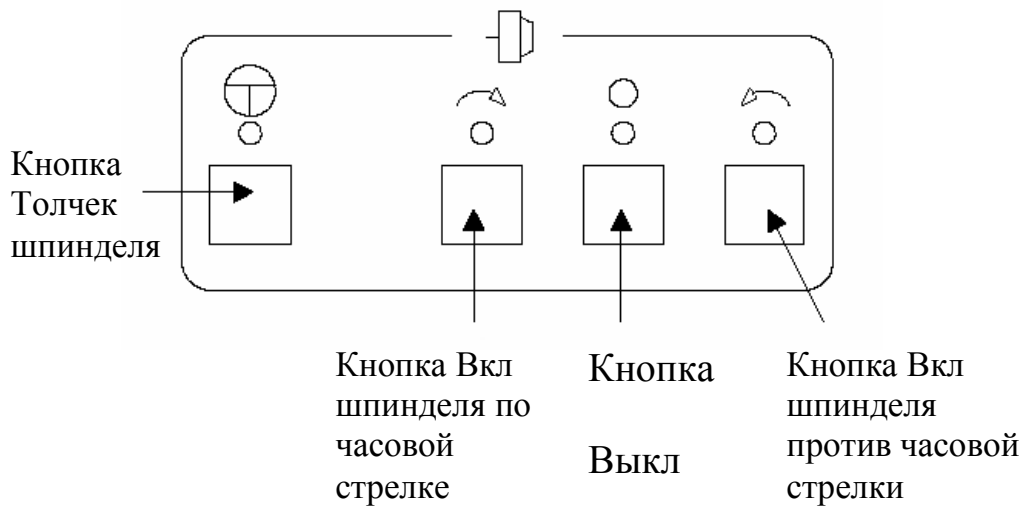 Кнопка
Толчек
шпинделя
Кнопка Вкл
шпинделя по
часовой
стрелке
Кнопка
Выкл
Кнопка Вкл
шпинделя
против часовой
стрелки